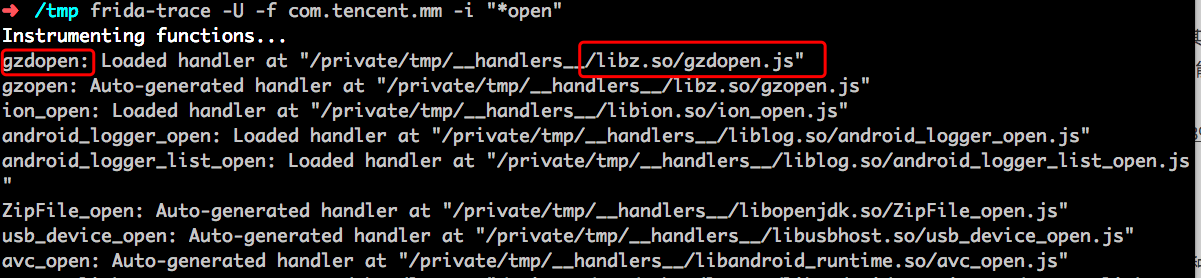 ➜ /tmp frida-trace -U -f com.tencent.mm -i "*open"
Instrumenting functions...
gzdopen: Loaded handler at "/private/tmp/__handlers__/libz.so/gzdopen.js"
gzopen: Auto-generated handler at "/private/tmp/__handlers__/libz.so/gzopen.js"
ion_open: Loaded handler at "/private/tmp/__handlers__/libion.so/ion_open.js"
android_logger_open: Loaded handler at "/private/tmp/__handlers__/liblog.so/android_logger_open.js"
android_logger_list_open: Loaded handler at "/private/tmp/__handlers__/liblog.so/android_logger_list_open.js
"
ZipFile_open: Auto-generated handler at "/private/tmp/__handlers__/libopenjdk.so/ZipFile_open.js"
usb_device_open: Auto-generated handler at "/private/tmp/__handlers__/libusbhost.so/usb_device_open.js"
avc_open: Auto-generated handler at "/private/tmp/__handlers__/libandroid_runtime.so/avc_open.js"